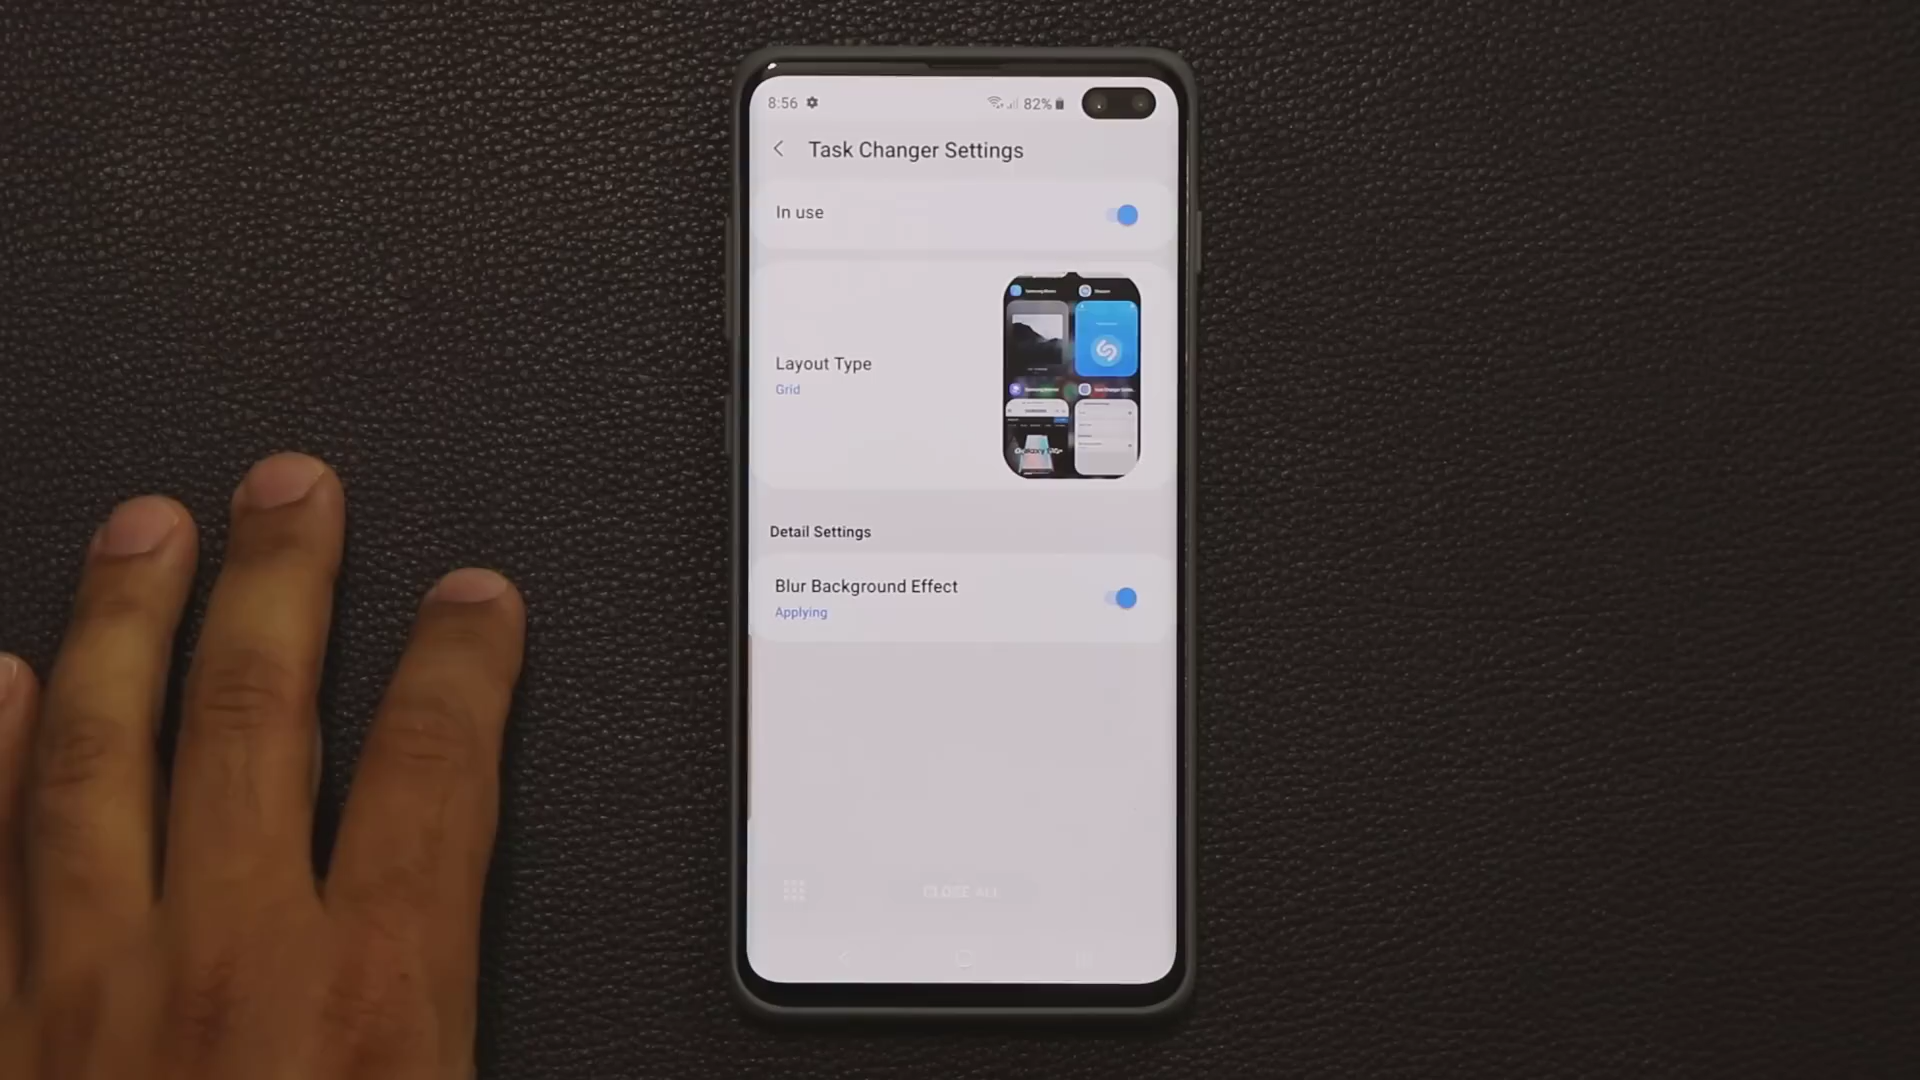 8:56 82%
Task Changer Settings
In use
Layout Type
Grid
Detail Settings
Blur Background Effect
Applying
CLOSE ALL